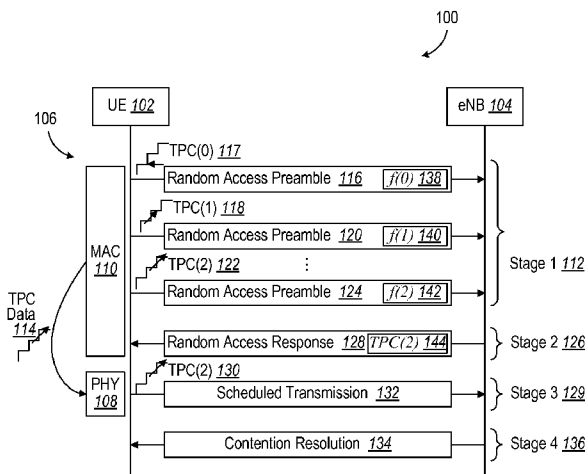 100
UE 102
eNB 104
106
TPC(0) 117
Random Access Preamble 116 f(0) 138
TPC(1) 118
Random Access Preamble 120 f(1) 140
MAC
110
TPC(2) 122
⋮
Stage 1 112
TPC
Data
114
Random Access Preamble 124 f(2) 142
Random Access Response 128 TPC(2) 144
Stage 2 126
TPC(2) 130
PHY
108
Scheduled Transmission 132
Stage 3 129
Contention Resolution 134
Stage 4 136